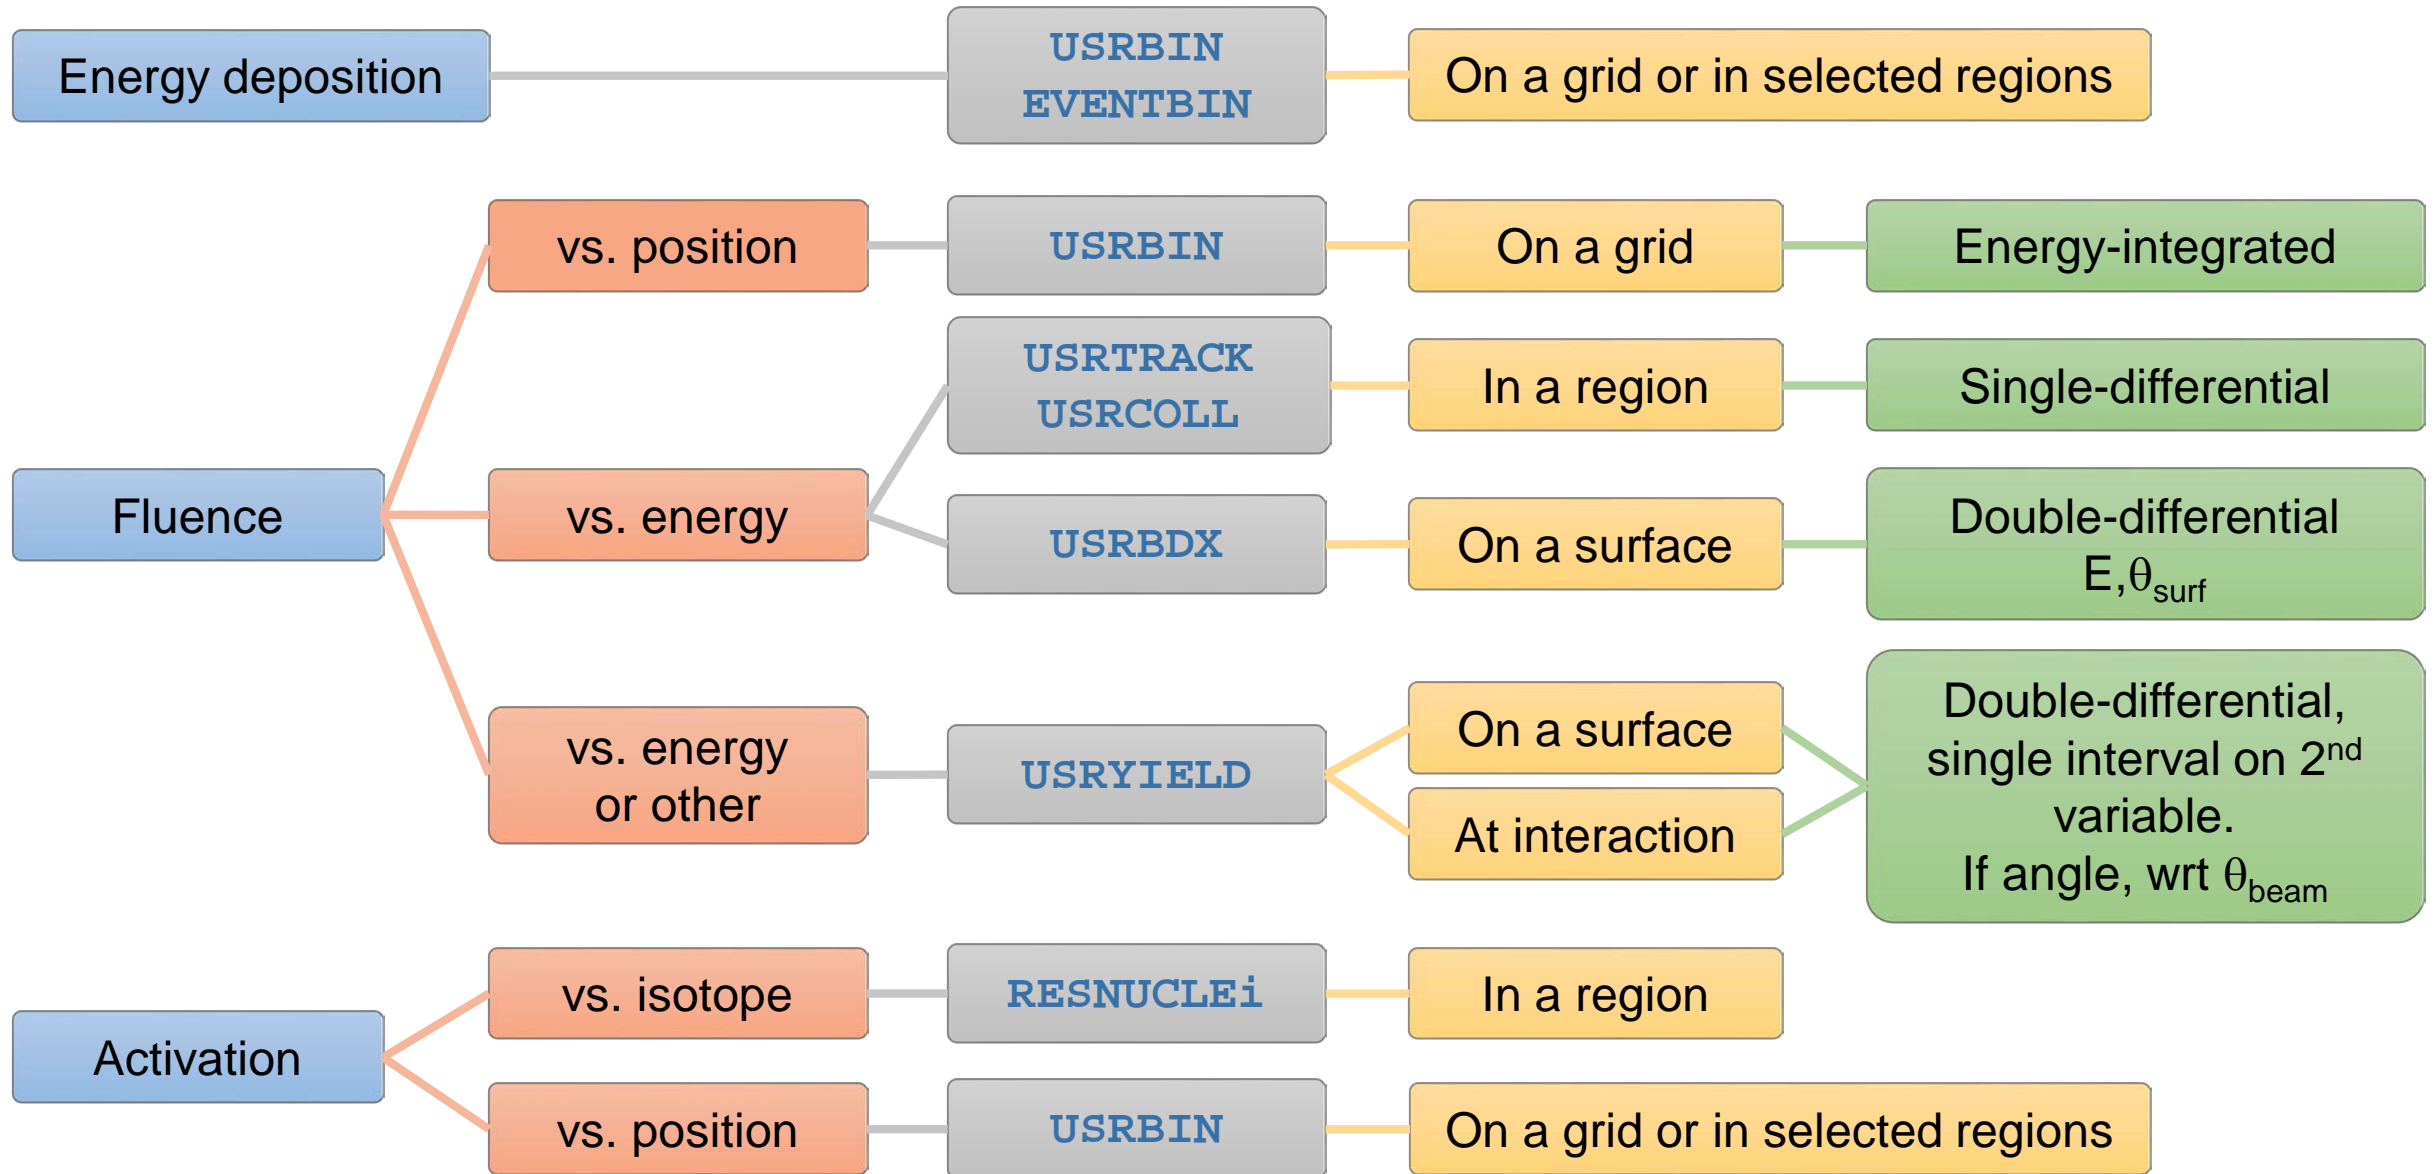 Energy deposition
USRBIN
EVENTBIN
On a grid or in selected regions
vs. position
USRBIN
On a grid
Energy-integrated
USRTRACK
USRCOLL
In a region
Single-differential
Fluence
vs. energy
USRBDX
On a surface
Double-differential
E,θsurf
vs. energy
or other
USRYIELD
On a surface
At interaction
Double-differential,
single interval on 2nd
variable.
If angle, wrt θbeam
Activation
vs. isotope
RESNUCLEi
In a region
vs. position
USRBIN
On a grid or in selected regions